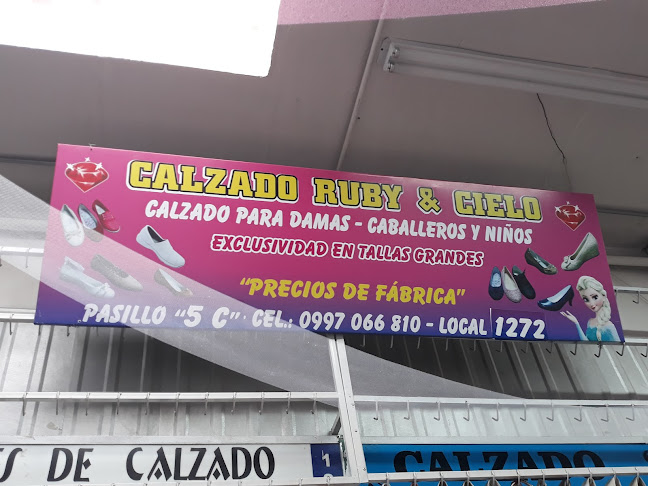 CALZADO RUBY & CIELO
CALZADO PARA DAMAS - CABALLEROS Y NIÑOS
EXCLUSIVIDAD EN TALLAS GRANDES
"PRECIOS DE FÁBRICA"
PASILLO "5 C" CEL.: 0997 066 810 - LOCAL 1272
DE CALZADO
CALZADO